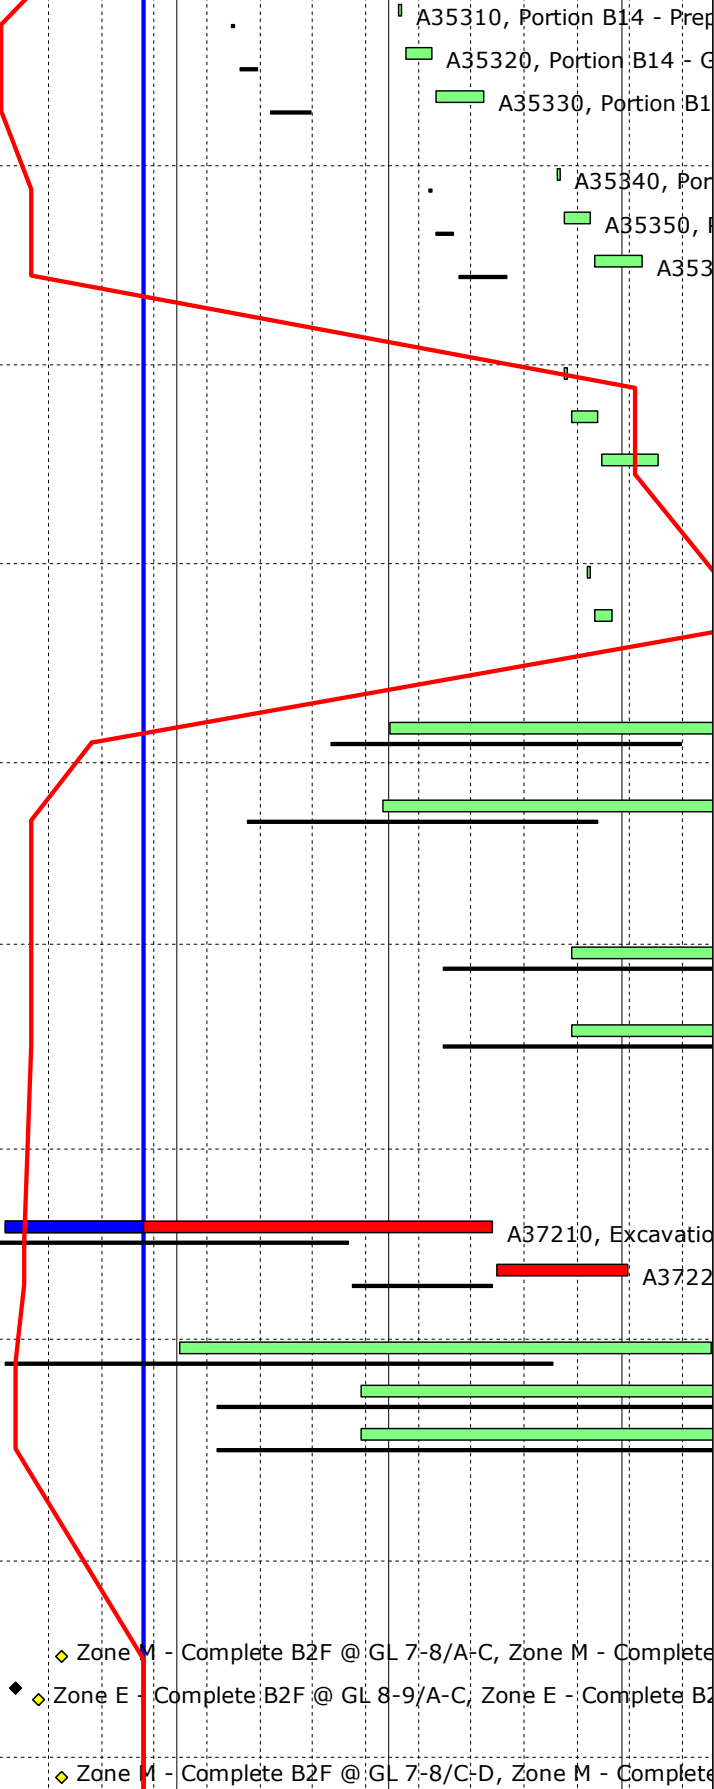 A35310, Portion B14 - Prep
A35320, Portion B14 - G
A35330, Portion B1
A35340, Por
A35350,
A353
A37210, Excavatio
A3722
Zone M - Complete B2F @ GL 7-8/A-C, Zone M - Complete
Zone E - Complete B2F @ GL 8-9/A-C, Zone E - Complete B2
Zone M - Complete B2F @ GL 7-8/C-D, Zone M - Complete